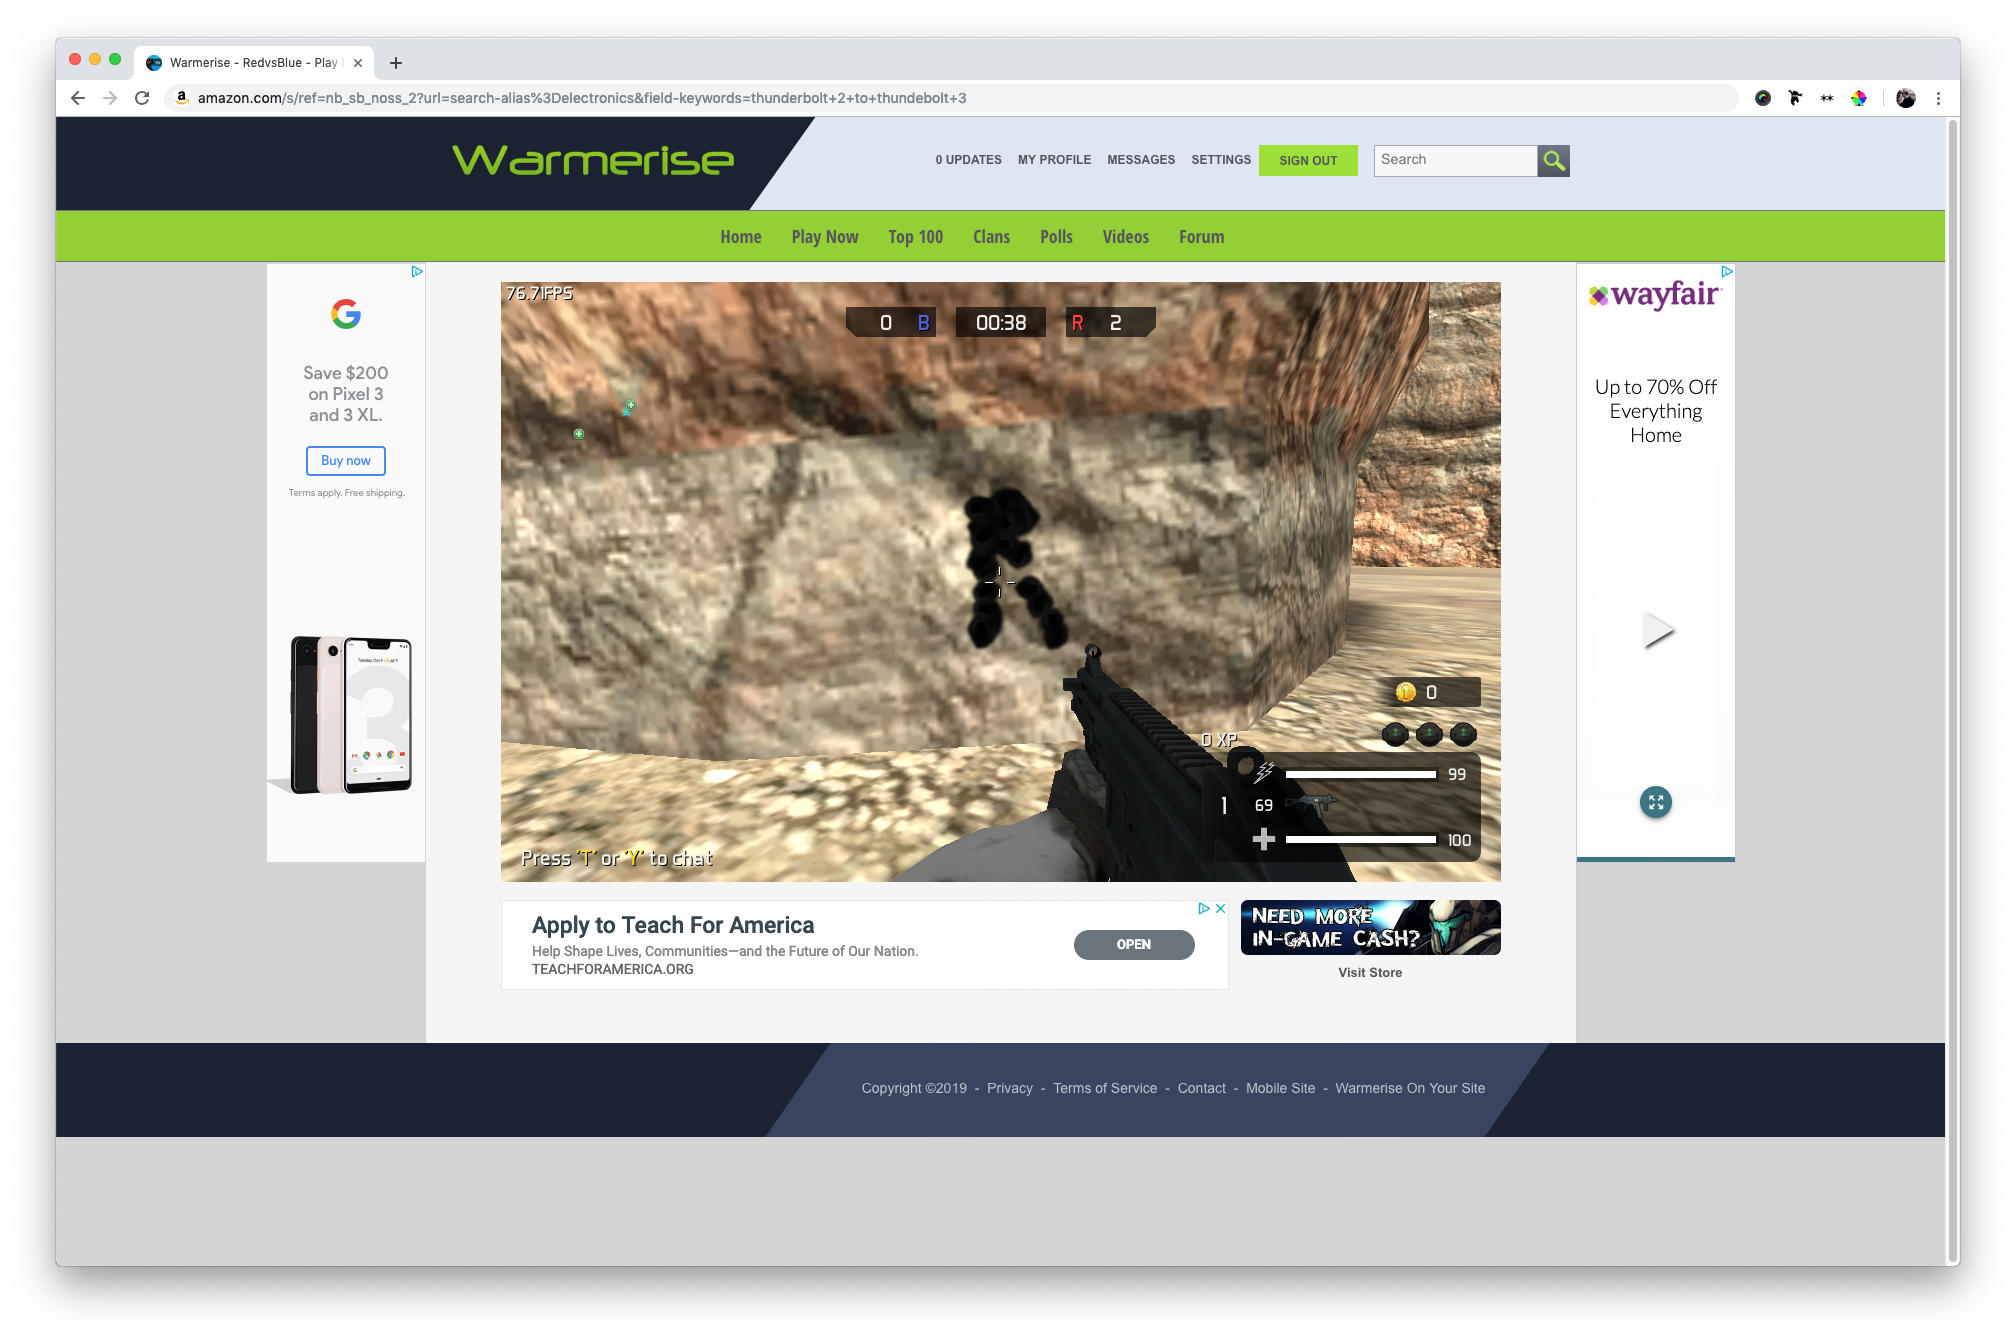 Warmerise - RedvsBlue - Play
amazon.com/s/ref=nb_sb_noss_2?url=search-alias%3Delectronics&field-keywords=thunderbolt+2+to+thundebolt+3
Warmerise
0 UPDATES MY PROFILE MESSAGES SETTINGS SIGN OUT Search
Home Play Now Top 100 Clans Polls Videos Forum
G
Save $200
on Pixel 3
and 3 XL.
Buy now
Terms apply. Free shipping.
76.71FPS
0 B 00:38 R 2
0
0 XP
99
1 69
100
Press 'T' or 'Y' to chat
wayfair
Up to 70% Off
Everything
Home
Apply to Teach For America
Help Shape Lives, Communities—and the Future of Our Nation.
TEACHFORAMERICA.ORG
OPEN
NEED MORE
IN-GAME CASH?
Visit Store
Copyright ©2019 - Privacy - Terms of Service - Contact - Mobile Site - Warmerise On Your Site